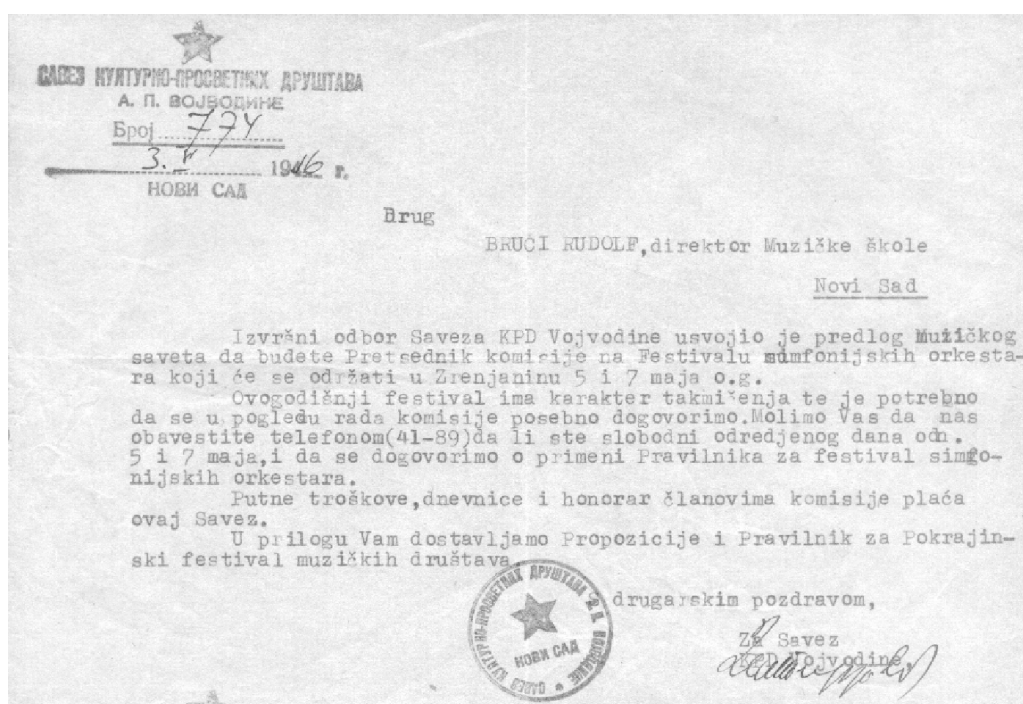 САВЕЗ КУЛТУРНО-ПРОСВЕТНИХ ДРУШТАВА
А. П. ВОЈВОДИНЕ
Број 774
3. V 1946 г.
НОВИ САД
Drug
BRUČI RUDOLF,direktor Muzičke škole
Novi Sad
Izvršni odbor Saveza KPD Vojvodine usvojio je predlog Muzičkog
saveta da budete Pretsednik komisije na Festivalu simfonijskih orkesta-
ra koji će se održati u Zrenjaninu 5 i 7 maja o.g.
Ovogodišnji festival ima karakter takmičenja te je potrebno
da se u pogledu rada komisije posebno dogovorimo.Molimo Vas da nas
obavestite telefonom(41-89)da li ste slobodni odredjenog dana odn.
5 i 7 maja,i da se dogovorimo o primeni Pravilnika za festival simfo-
nijskih orkestara.
Putne troškove,dnevnice i honorar članovima komisije plaća
ovaj Savez.
U prilogu Vam dostavljamo Propozicije i Pravilnik za Pokrajin-
ski festival muzičkih društava.
drugarskim pozdravom,
Za Savez
KPD Vojvodine
САВЕЗ КУЛТУРНО-ПРОСВЕТНИХ ДРУШТАВА А.П. ВОЈВОДИНЕ
НОВИ САД